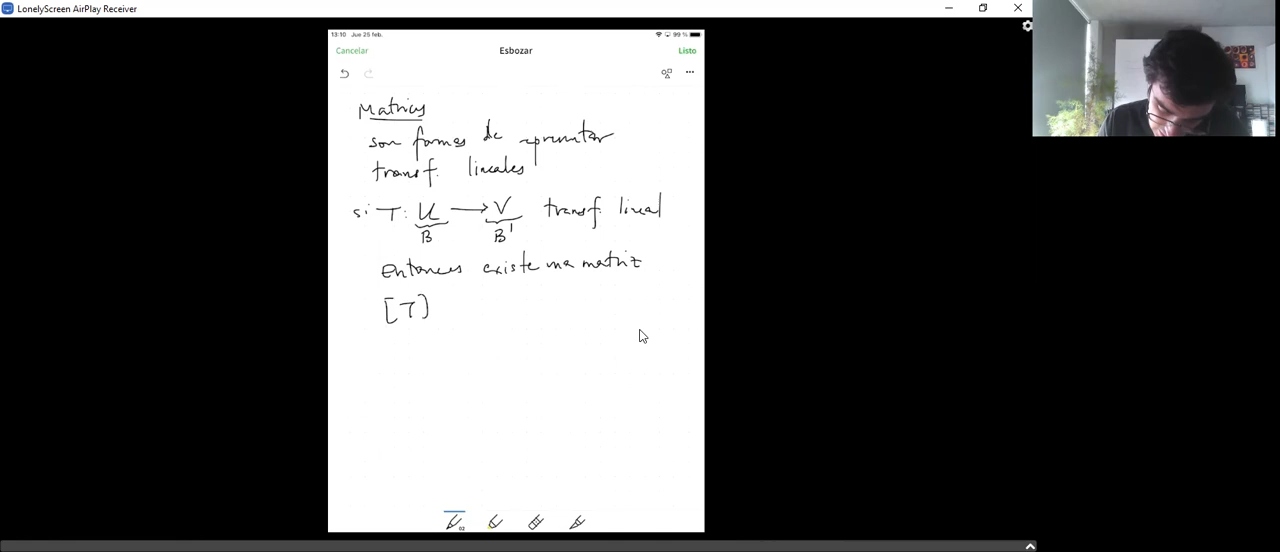 LonelyScreen AirPlay Receiver
13:10 Jue 25 feb.
99 %
Cancelar
Esbozar
Listo
Matrices
son formas de representar
transf. lineales
si T: U → V transf. lineal
B B'
Entonces existe una matriz
[T]
02